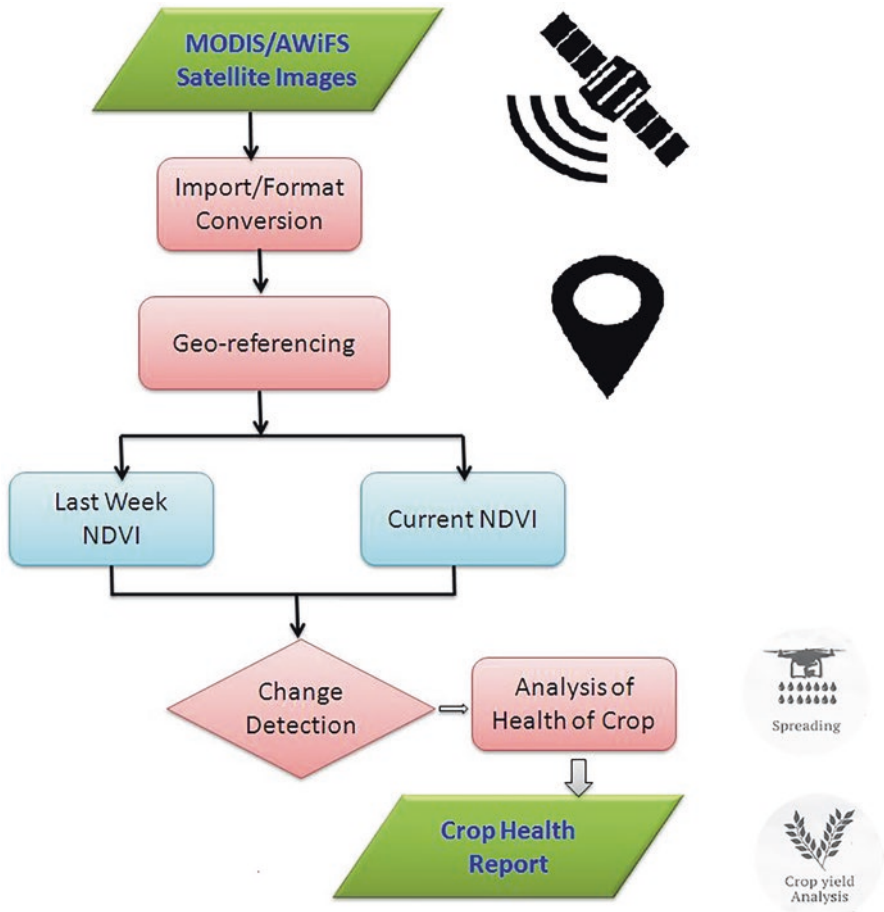 MODIS/AWiFS
Satellite Images
Import/Format
Conversion
Geo-referencing
Last Week
NDVI
Current NDVI
Change
Detection
Analysis of
Health of Crop
Spreading
Crop Health
Report
Crop yield
Analysis